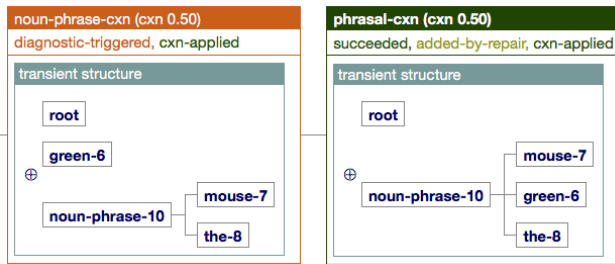 noun-phrase-cxn (cxn 0.50)
diagnostic-triggered, cxn-applied
transient structure
root
green-6
noun-phrase-10
mouse-7
the-8
phrasal-cxn (cxn 0.50)
succeeded, added-by-repair, cxn-applied
transient structure
root
noun-phrase-10
mouse-7
green-6
the-8